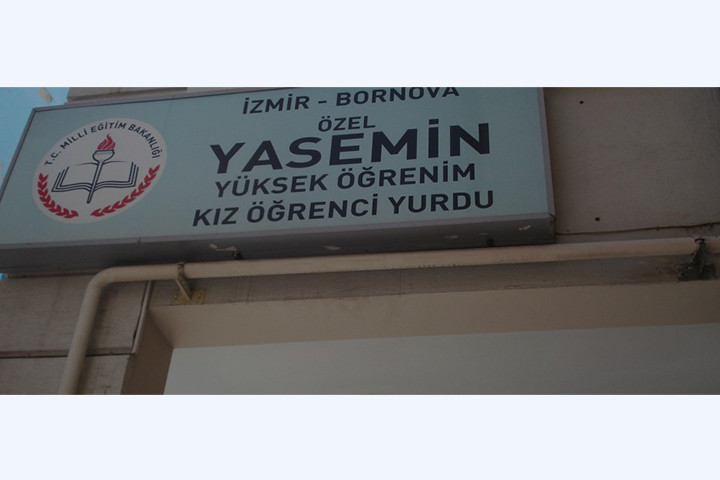 T.C. MİLLİ EĞİTİM BAKANLIĞI
İZMİR - BORNOVA
ÖZEL
YASEMİN
YÜKSEK ÖĞRENİM
KIZ ÖĞRENCİ YURDU